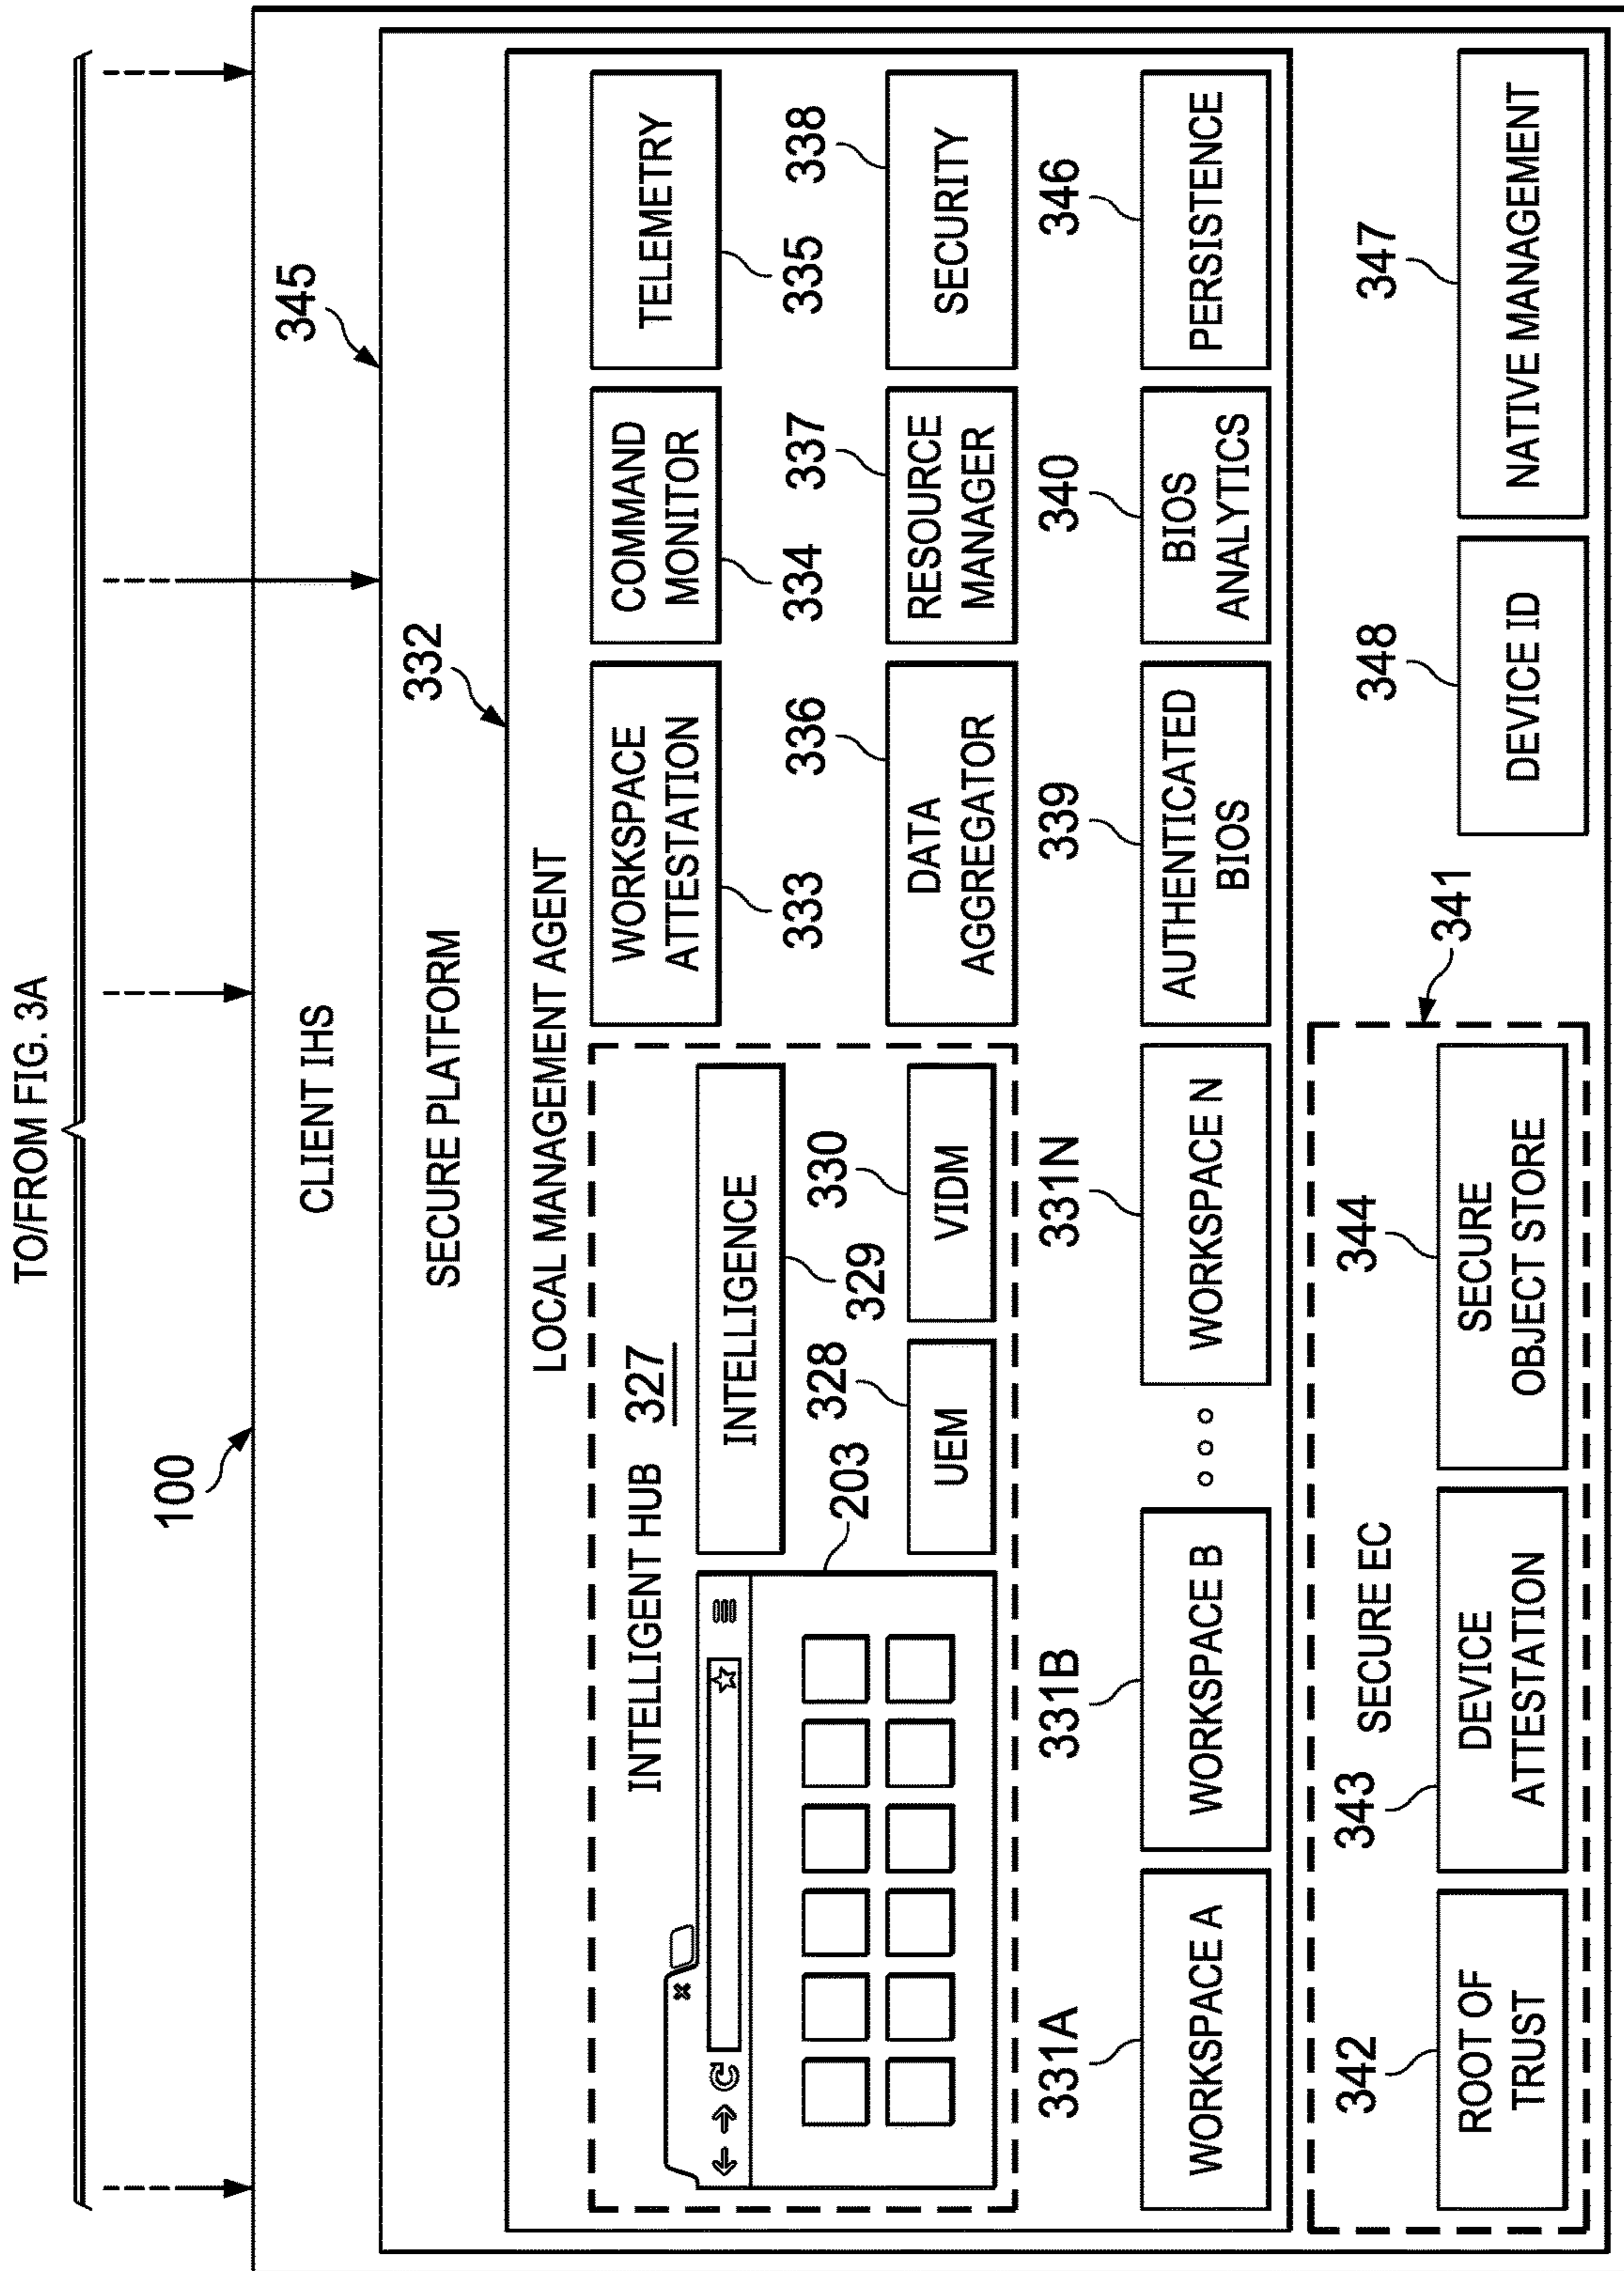 TO/FROM FIG. 3A
100
CLIENT IHS
345
SECURE PLATFORM
332
LOCAL MANAGEMENT AGENT
INTELLIGENT HUB 327
INTELLIGENCE
329
203
328
UEM
330
VIDM
WORKSPACE
ATTESTATION
333
COMMAND
MONITOR
334
TELEMETRY
335
336
DATA
AGGREGATOR
337
RESOURCE
MANAGER
338
SECURITY
331A
WORKSPACE A
331B
WORKSPACE B
331N
WORKSPACE N
339
AUTHENTICATED
BIOS
340
BIOS
ANALYTICS
346
PERSISTENCE
341
SECURE EC
342
ROOT OF
TRUST
343
DEVICE
ATTESTATION
344
SECURE
OBJECT STORE
348
DEVICE ID
347
NATIVE MANAGEMENT